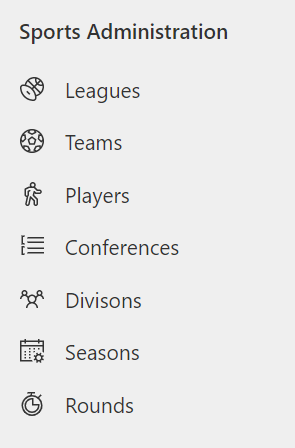 Sports Administration
Leagues
Teams
Players
Conferences
Divisons
Seasons
Rounds